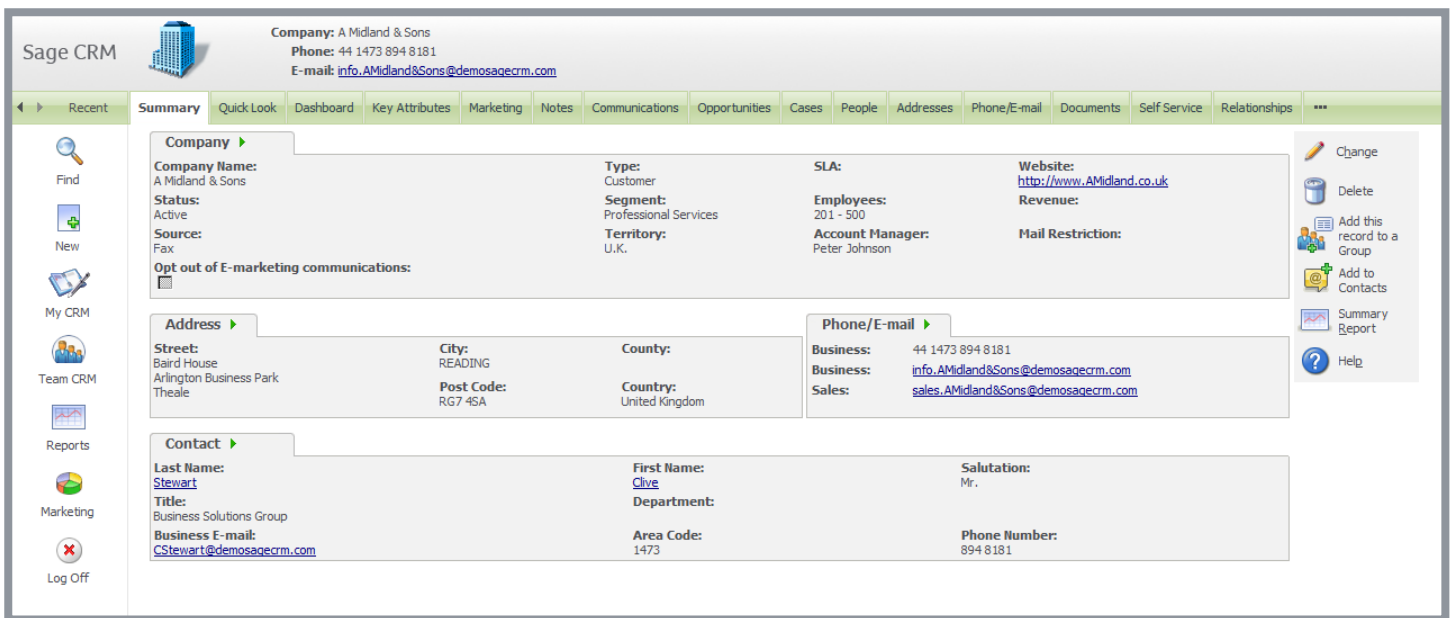 Sage CRM
Company: A Midland & Sons
Phone: 44 1473 894 8181
E-mail: info.AMidland&Sons@demosagecrm.com
Recent
Summary
Quick Look
Dashboard
Key Attributes
Marketing
Notes
Communications
Opportunities
Cases
People
Addresses
Phone/E-mail
Documents
Self Service
Relationships
Find
New
My CRM
Team CRM
Reports
Marketing
Log Off
Company
Company Name:
A Midland & Sons
Type:
Customer
SLA:
Website:
http://www.AMidland.co.uk
Status:
Active
Segment:
Professional Services
Employees:
201 - 500
Revenue:
Source:
Fax
Territory:
U.K.
Account Manager:
Peter Johnson
Mail Restriction:
Opt out of E-marketing communications:
Address
Street:
Baird House
Arlington Business Park
Theale
City:
READING
County:
Post Code:
RG7 4SA
Country:
United Kingdom
Phone/E-mail
Business: 44 1473 894 8181
Business: info.AMidland&Sons@demosagecrm.com
Sales: sales.AMidland&Sons@demosagecrm.com
Contact
Last Name:
Stewart
First Name:
Clive
Salutation:
Mr.
Title:
Business Solutions Group
Department:
Business E-mail:
CStewart@demosagecrm.com
Area Code:
1473
Phone Number:
894 8181
Change
Delete
Add this
record to a
Group
Add to
Contacts
Summary
Report
Help